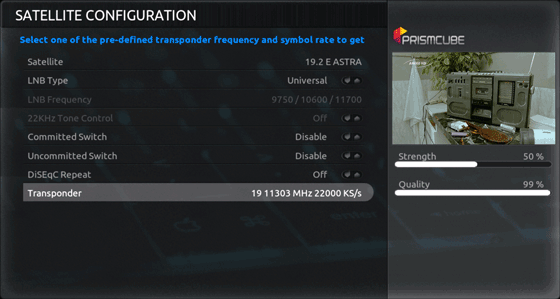 SATELLITE CONFIGURATION
Select one of the pre-defined transponder frequency and symbol rate to get
Satellite 19.2 E ASTRA
LNB Type Universal
LNB Frequency 9750 / 10600 / 11700
22KHz Tone Control Off
Committed Switch Disable
Uncommitted Switch Disable
DiSEqC Repeat Off
Transponder 19 11303 MHz 22000 KS/s
PRISMCUBE
Strength 50 %
Quality 99 %